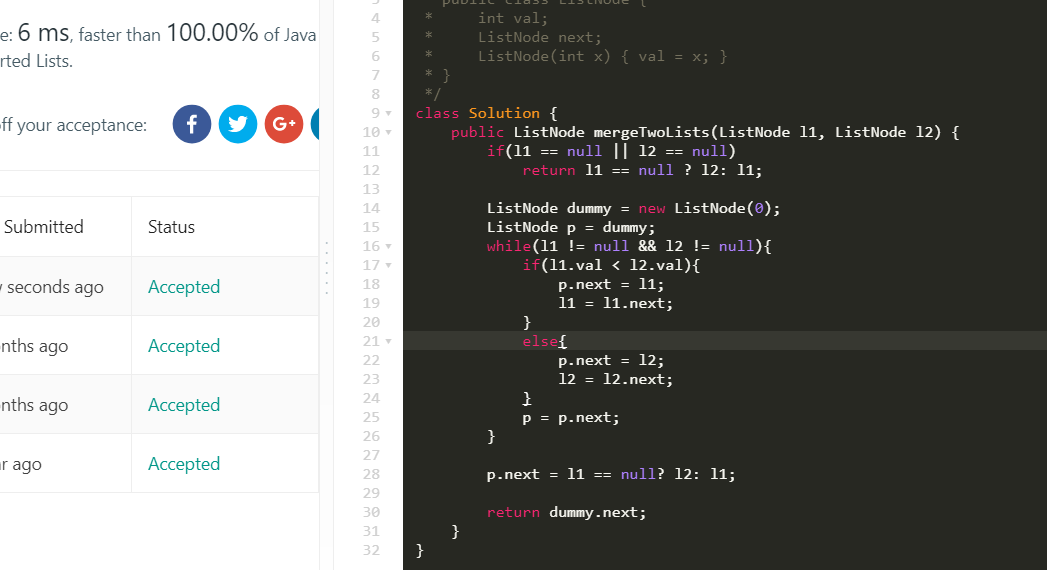 e: 6 ms, faster than 100.00% of Java
rted Lists.
ff your acceptance:
f
G+
Submitted Status
seconds ago Accepted
nths ago Accepted
nths ago Accepted
r ago Accepted
3 public class ListNode {
4 * int val;
5 * ListNode next;
6 * ListNode(int x) { val = x; }
7 * }
8 */
9 class Solution {
10 public ListNode mergeTwoLists(ListNode l1, ListNode l2) {
11 if(l1 == null || l2 == null)
12 return l1 == null ? l2: l1;
13
14 ListNode dummy = new ListNode(0);
15 ListNode p = dummy;
16 while(l1 != null && l2 != null){
17 if(l1.val < l2.val){
18 p.next = l1;
19 l1 = l1.next;
20 }
21 else{
22 p.next = l2;
23 l2 = l2.next;
24 }
25 p = p.next;
26 }
27
28 p.next = l1 == null? l2: l1;
29
30 return dummy.next;
31 }
32 }